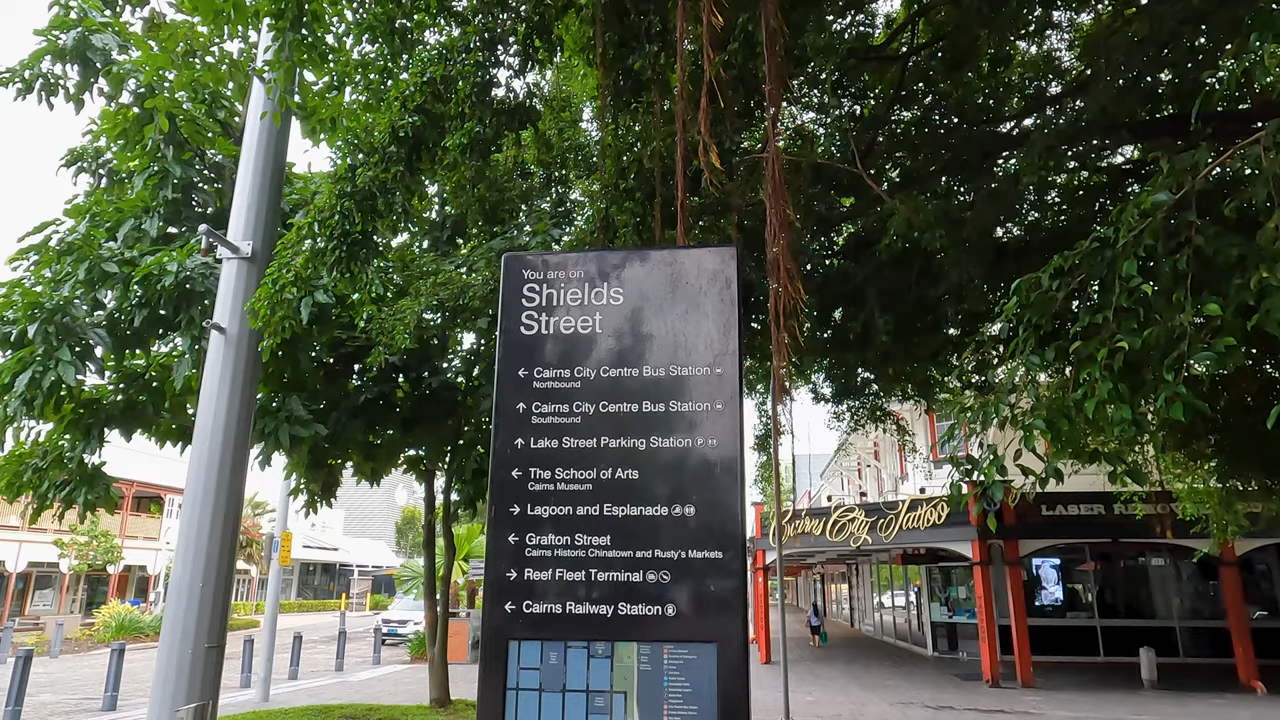 You are on
Shields
Street
← Cairns City Centre Bus Station
Northbound
↑ Cairns City Centre Bus Station
Southbound
↑ Lake Street Parking Station P
← The School of Arts
Cairns Museum
→ Lagoon and Esplanade
← Grafton Street
Cairns Historic Chinatown and Rusty's Markets
→ Reef Fleet Terminal
← Cairns Railway Station
Cairns City Tattoo
LASER